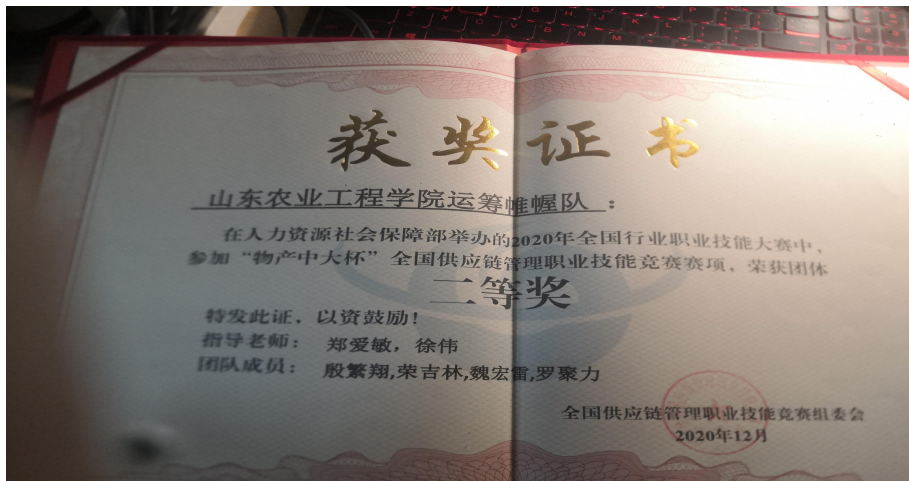 获奖证书
山东农业工程学院运筹帷幄队：
在人力资源社会保障部举办的2020年全国行业职业技能大赛中，
参加“物产中大杯”全国供应链管理职业技能竞赛赛项，荣获团体
二等奖
特发此证，以资鼓励！
指导老师： 郑爱敏，徐伟
团队成员： 殷繁翔,荣吉林,魏宏雷,罗聚力
全国供应链管理职业技能竞赛组委会
2020年12月